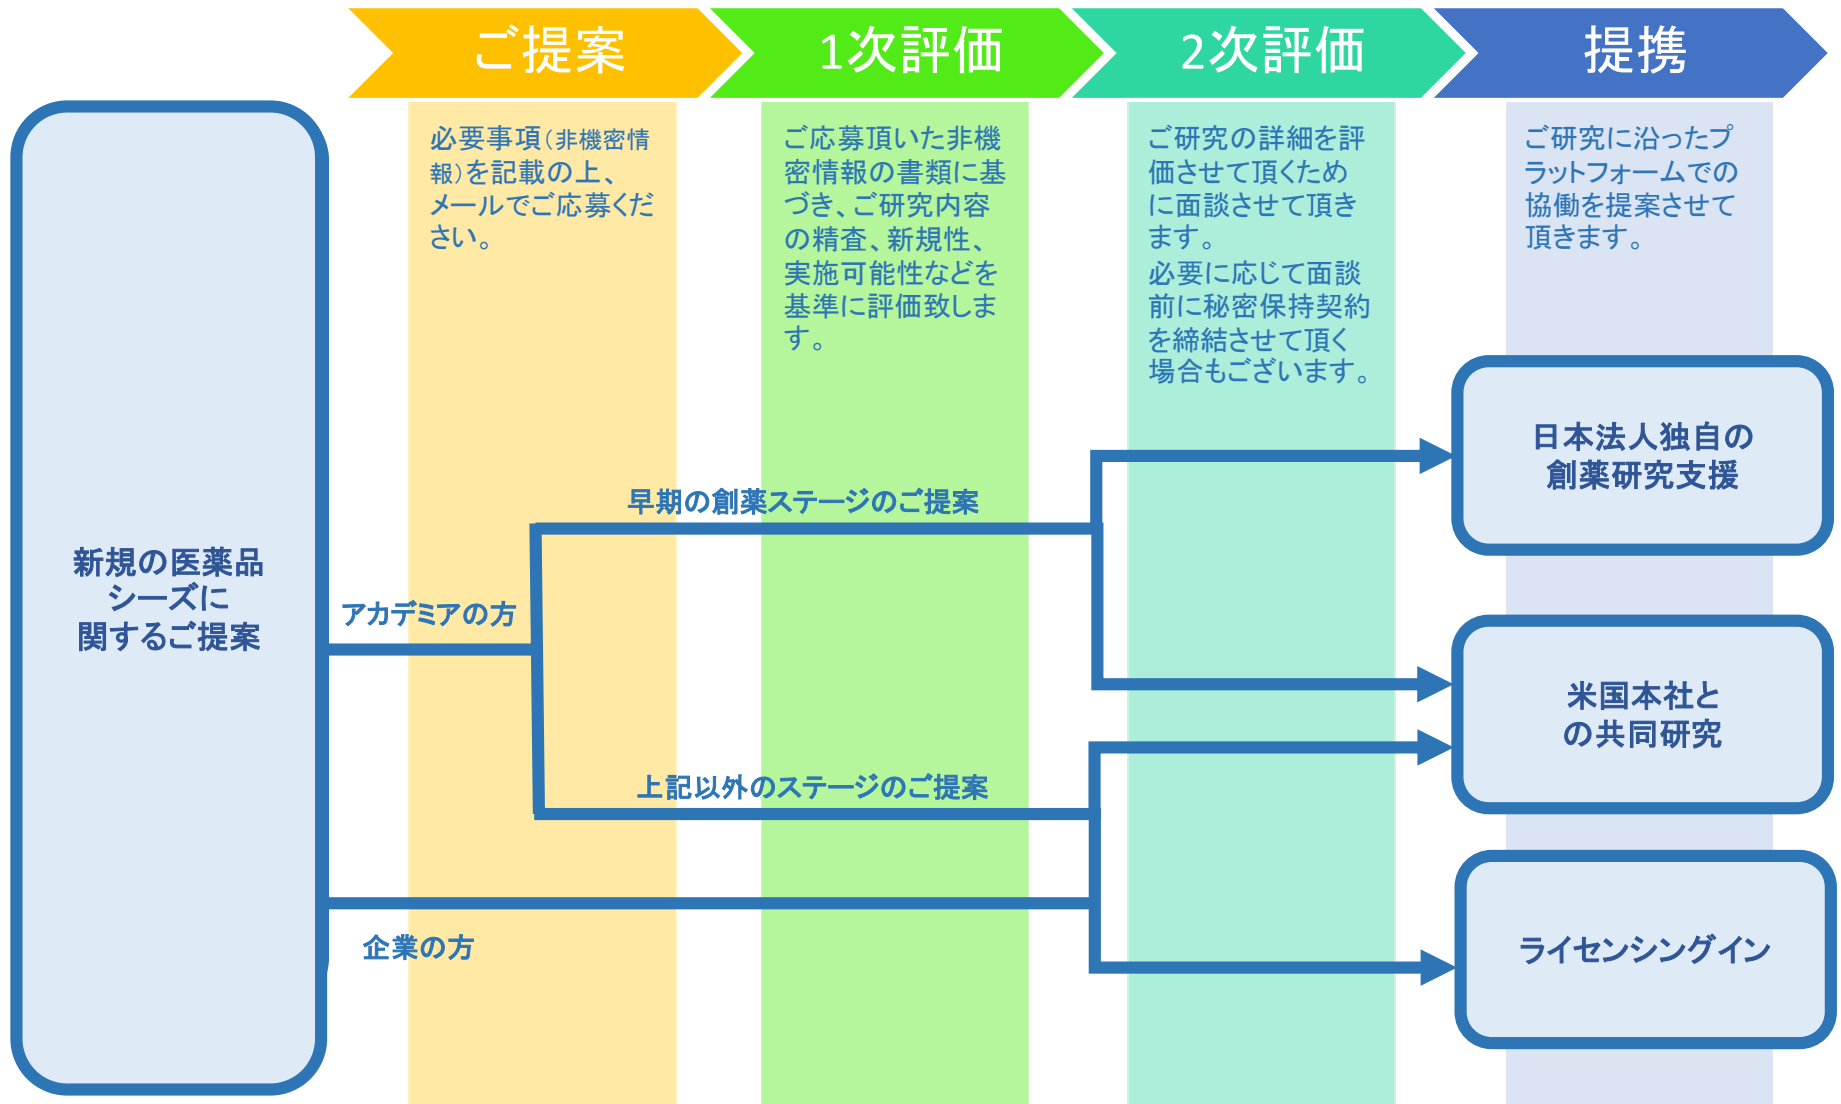 ご提案
1次評価
2次評価
提携
必要事項（非機密情
報）を記載の上、
メールでご応募くだ
さい。
ご応募頂いた非機
密情報の書類に基
づき、ご研究内容
の精査、新規性、
実施可能性などを
基準に評価致しま
す。
ご研究の詳細を評
価させて頂くため
に面談させて頂き
ます。
必要に応じて面談
前に秘密保持契約
を締結させて頂く
場合もございます。
ご研究に沿ったプ
ラットフォームでの
協働を提案させて
頂きます。
新規の医薬品
シーズに
関するご提案
アカデミアの方
企業の方
早期の創薬ステージのご提案
上記以外のステージのご提案
日本法人独自の
創薬研究支援
米国本社と
の共同研究
ライセンシングイン